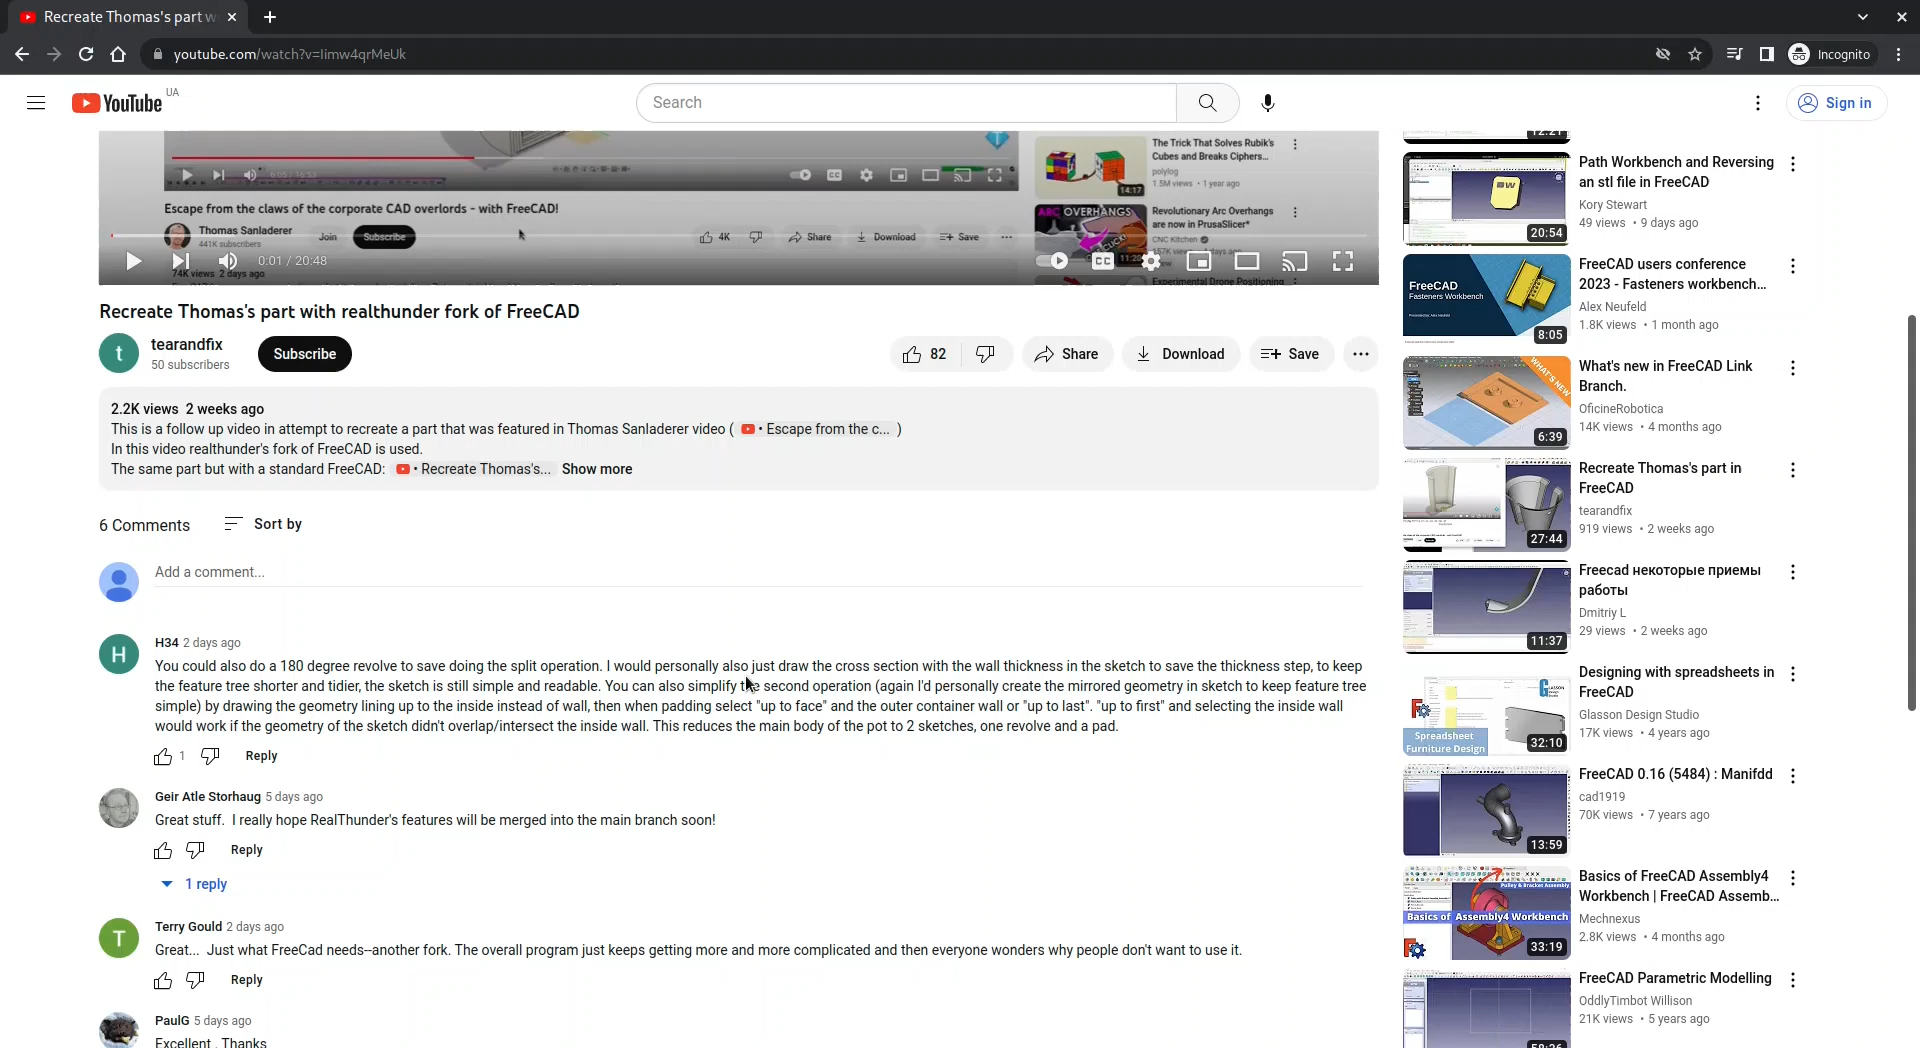 Recreate Thomas's part w
youtube.com/watch?v=Iimw4qrMeUk
Incognito
YouTube UA
Search
Sign in
Escape from the claws of the corporate CAD overlords - with FreeCAD!
Thomas Sanladerer
441K subscribers
Join
Subscribe
4K
Share
Download
Save
74K views 2 days ago
6:05 / 16:53
The Trick That Solves Rubik's
Cubes and Breaks Ciphers...
polylog
1.5M views • 1 year ago
14:17
ARC OVERHANGS
Revolutionary Arc Overhangs
are now in PrusaSlicer*
CNC Kitchen
Experimental Drone Positioning
0:01 / 20:48
Recreate Thomas's part with realthunder fork of FreeCAD
t
tearandfix
50 subscribers
Subscribe
82
Share
Download
Save
2.2K views 2 weeks ago
This is a follow up video in attempt to recreate a part that was featured in Thomas Sanladerer video ( • Escape from the c... )
In this video realthunder's fork of FreeCAD is used.
The same part but with a standard FreeCAD: • Recreate Thomas's... Show more
6 Comments
Sort by
Add a comment...
H
H34 2 days ago
You could also do a 180 degree revolve to save doing the split operation. I would personally also just draw the cross section with the wall thickness in the sketch to save the thickness step, to keep
the feature tree shorter and tidier, the sketch is still simple and readable. You can also simplify the second operation (again I'd personally create the mirrored geometry in sketch to keep feature tree
simple) by drawing the geometry lining up to the inside instead of wall, then when padding select "up to face" and the outer container wall or "up to last". "up to first" and selecting the inside wall
would work if the geometry of the sketch didn't overlap/intersect the inside wall. This reduces the main body of the pot to 2 sketches, one revolve and a pad.
1
Reply
Geir Atle Storhaug 5 days ago
Great stuff. I really hope RealThunder's features will be merged into the main branch soon!
Reply
1 reply
T
Terry Gould 2 days ago
Great... Just what FreeCad needs--another fork. The overall program just keeps getting more and more complicated and then everyone wonders why people don't want to use it.
Reply
PaulG 5 days ago
Excellent . Thanks
12:21
Path Workbench and Reversing
an stl file in FreeCAD
Kory Stewart
49 views • 9 days ago
20:54
FreeCAD
Fasteners Workbench
8:05
FreeCAD users conference
2023 - Fasteners workbench...
Alex Neufeld
1.8K views • 1 month ago
WHAT'S NEW
6:39
What's new in FreeCAD Link
Branch.
OficineRobotica
14K views • 4 months ago
27:44
Recreate Thomas's part in
FreeCAD
tearandfix
919 views • 2 weeks ago
11:37
Freecad некоторые приемы
работы
Dmitriy L
29 views • 2 weeks ago
GLASSON
Spreadsheet
Furniture Design
32:10
Designing with spreadsheets in
FreeCAD
Glasson Design Studio
17K views • 4 years ago
13:59
FreeCAD 0.16 (5484) : Manifdd
cad1919
70K views • 7 years ago
Pulley & Bracket Assembly
Basics of Assembly4 Workbench
33:19
Basics of FreeCAD Assembly4
Workbench | FreeCAD Assemb...
Mechnexus
2.8K views • 4 months ago
FreeCAD Parametric Modelling
OddlyTimbot Willison
21K views • 5 years ago